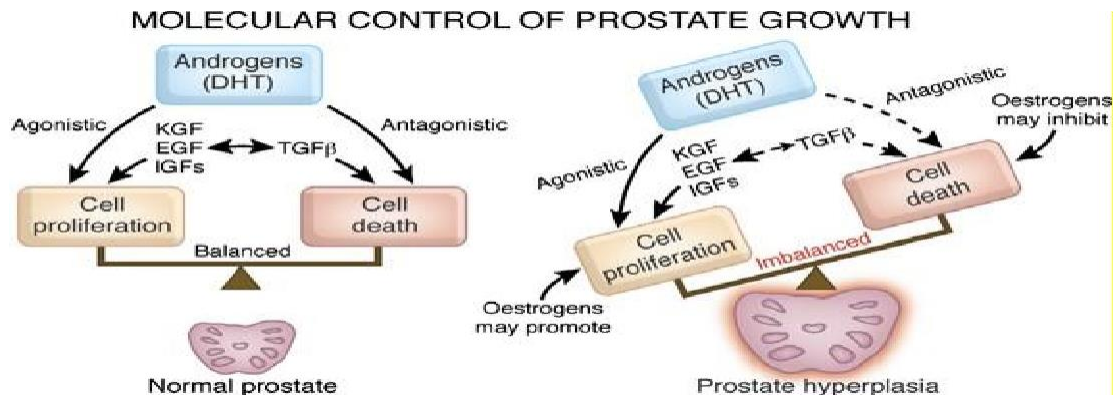 MOLECULAR CONTROL OF PROSTATE GROWTH
Androgens
(DHT)
Agonistic
Antagonistic
KGF
EGF
IGFs
TGFβ
Cell
proliferation
Cell
death
Balanced
Normal prostate
Androgens
(DHT)
Antagonistic
Oestrogens
may inhibit
Agonistic
KGF
EGF
IGFs
TGFβ
Cell
death
Cell
proliferation
Imbalanced
Oestrogens
may promote
Prostate hyperplasia